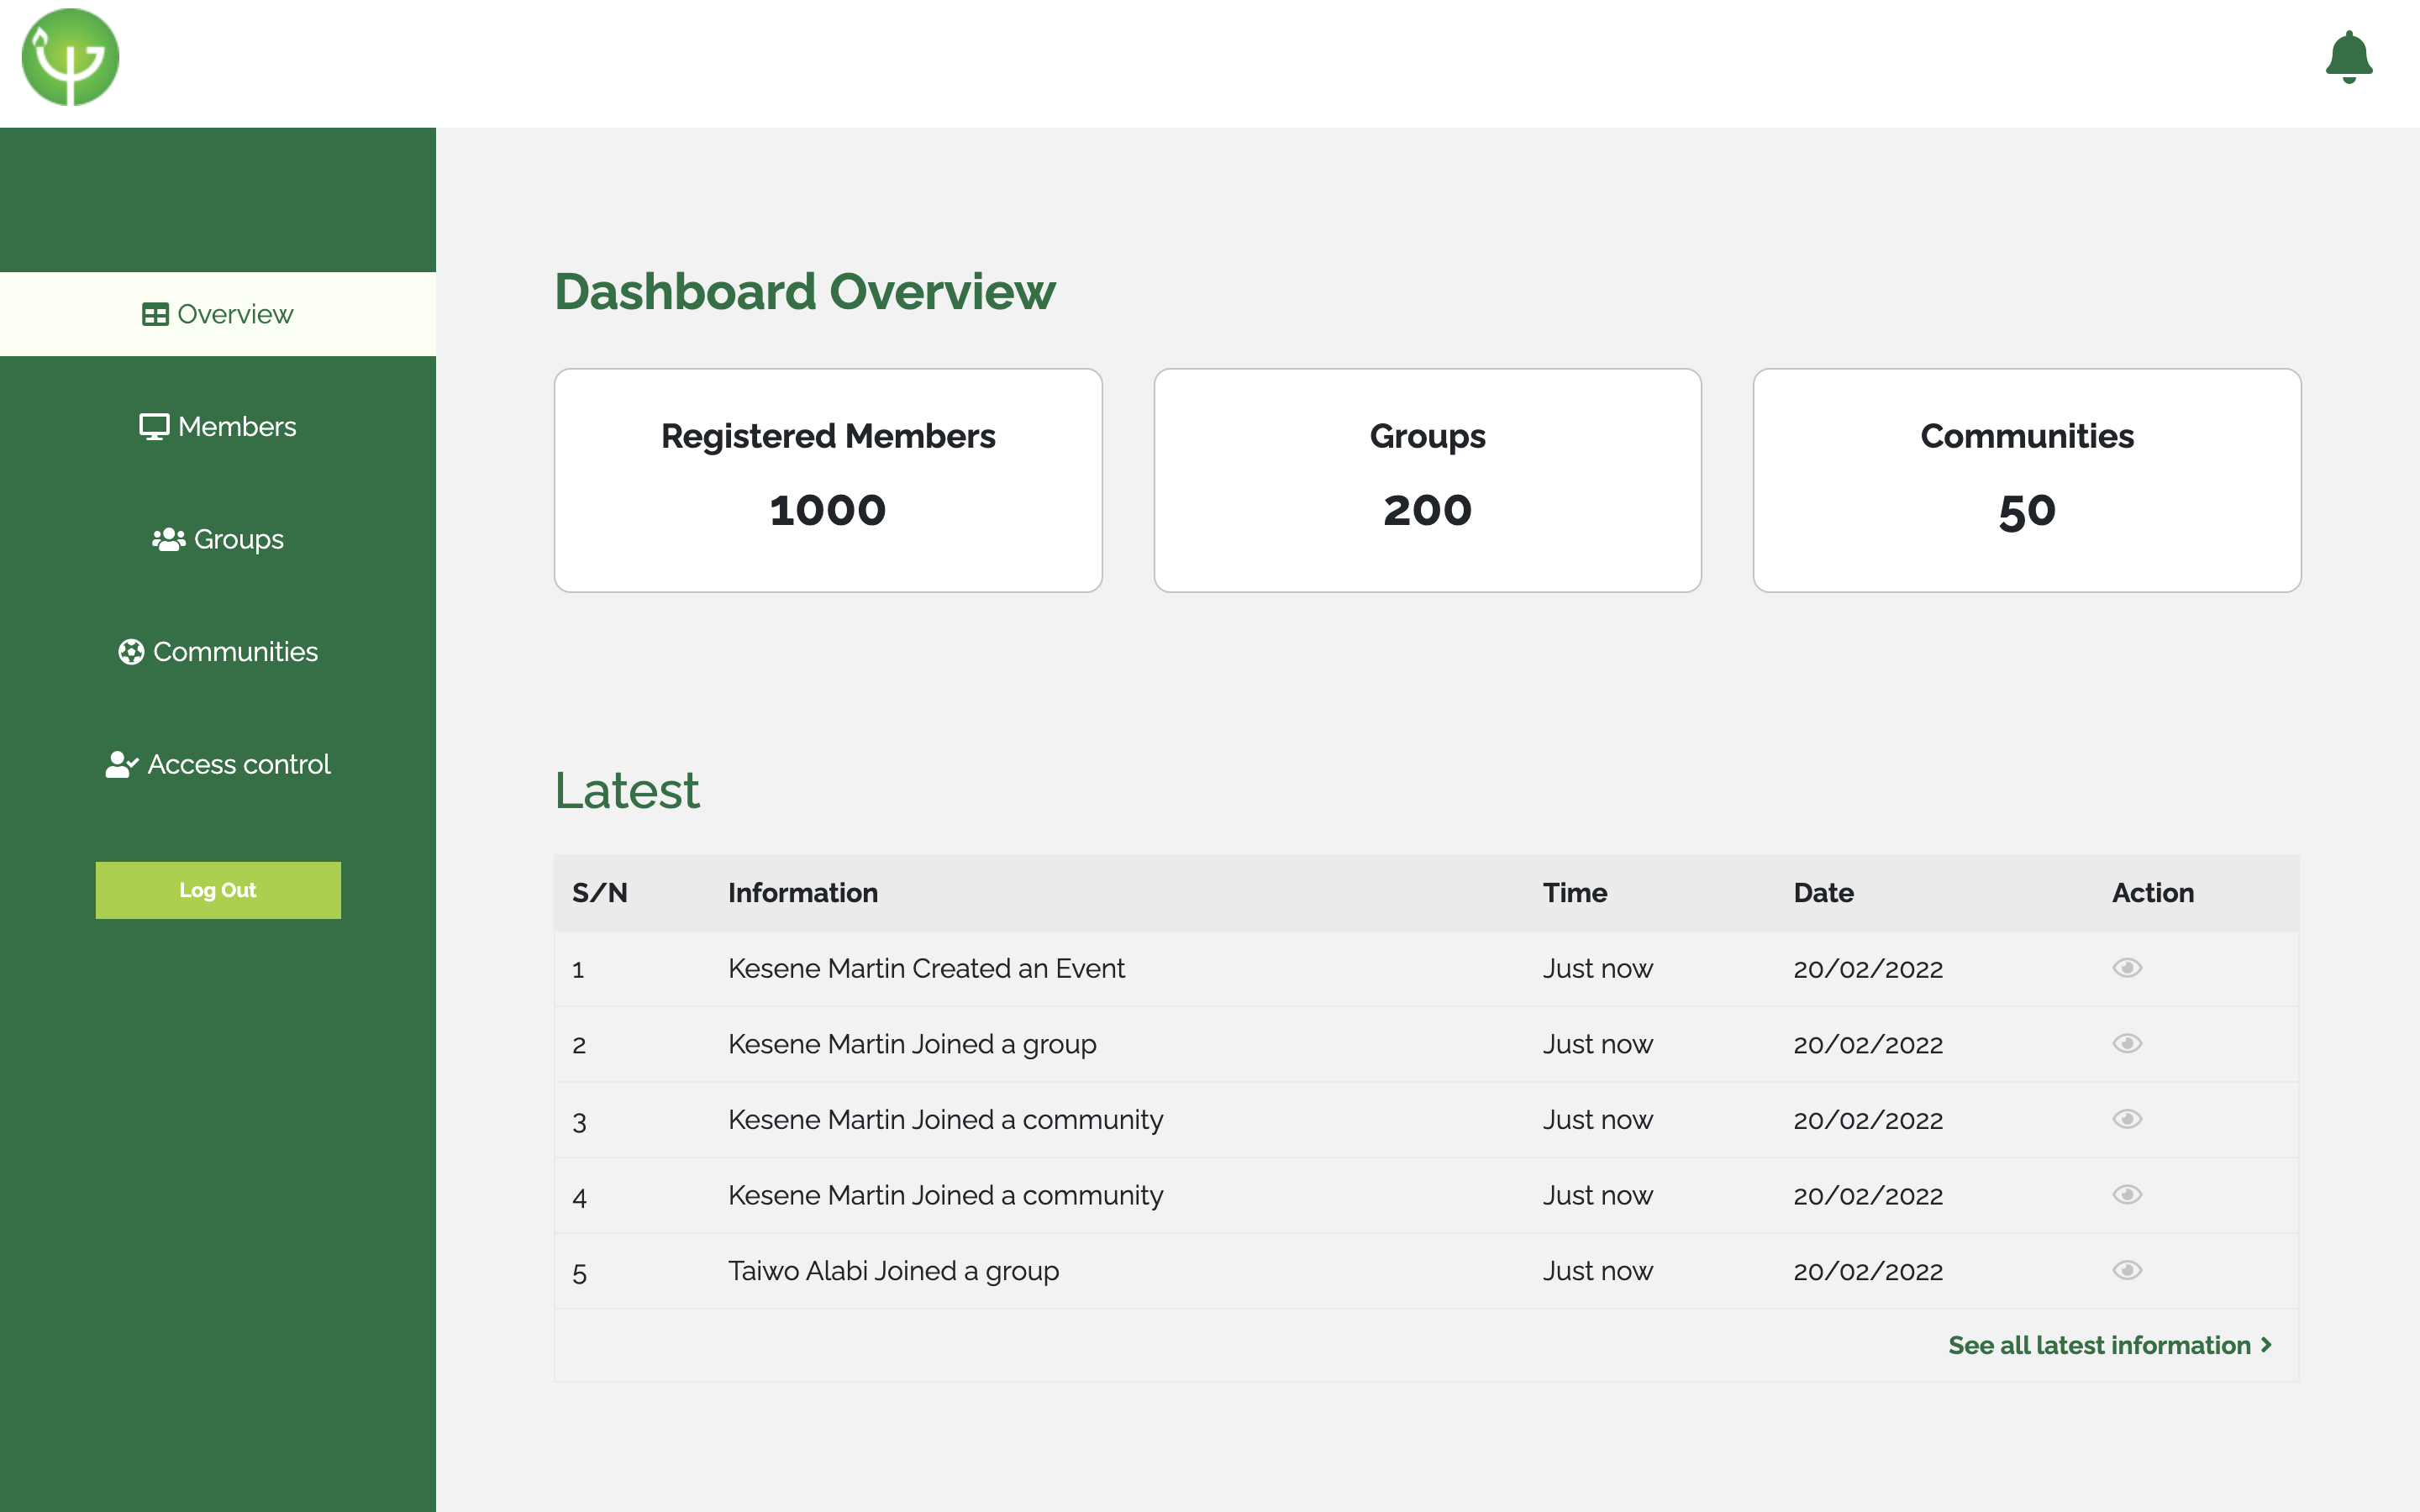 Overview
Members
Groups
Communities
Access control
Log Out
Dashboard Overview
Registered Members
1000
Groups
200
Communities
50
Latest
S/N Information Time Date Action
1 Kesene Martin Created an Event Just now 20/02/2022
2 Kesene Martin Joined a group Just now 20/02/2022
3 Kesene Martin Joined a community Just now 20/02/2022
4 Kesene Martin Joined a community Just now 20/02/2022
5 Taiwo Alabi Joined a group Just now 20/02/2022
See all latest information